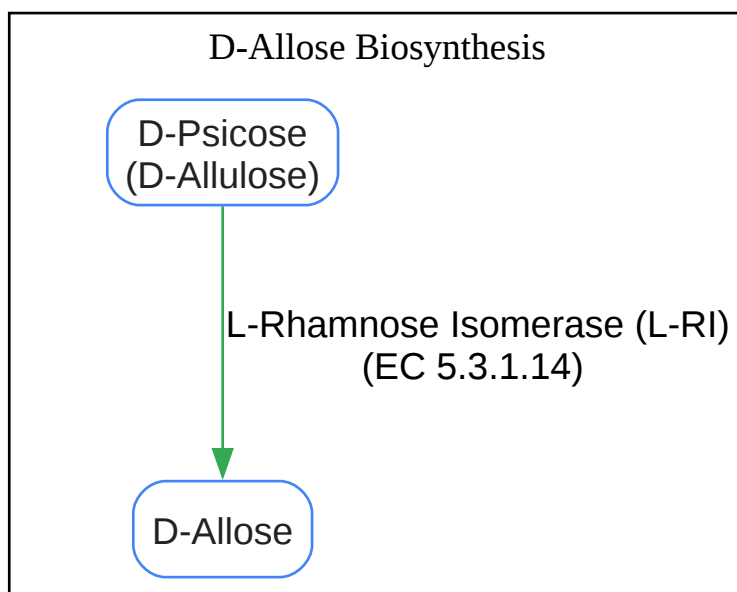 D-Allose Biosynthesis
D-Psicose
(D-Allulose)
L-Rhamnose Isomerase (L-RI)
(EC 5.3.1.14)
D-Allose